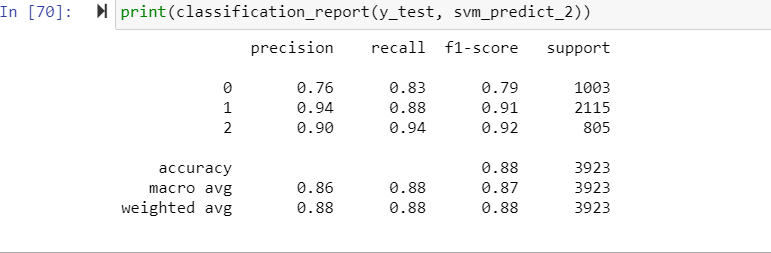 In [70]: print(classification_report(y_test, svm_predict_2))
precision recall f1-score support
0 0.76 0.83 0.79 1003
1 0.94 0.88 0.91 2115
2 0.90 0.94 0.92 805
accuracy 0.88 3923
macro avg 0.86 0.88 0.87 3923
weighted avg 0.88 0.88 0.88 3923